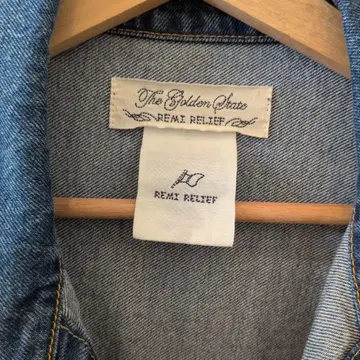 The Golden State
REMI RELIEF
REMI RELIEF